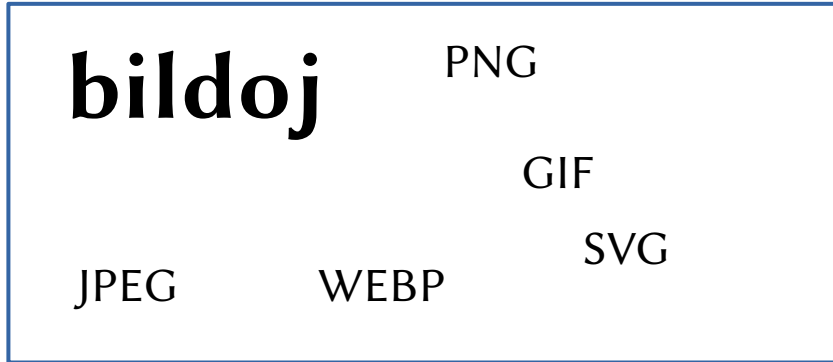 bildoj
PNG
GIF
SVG
JPEG
WEBP